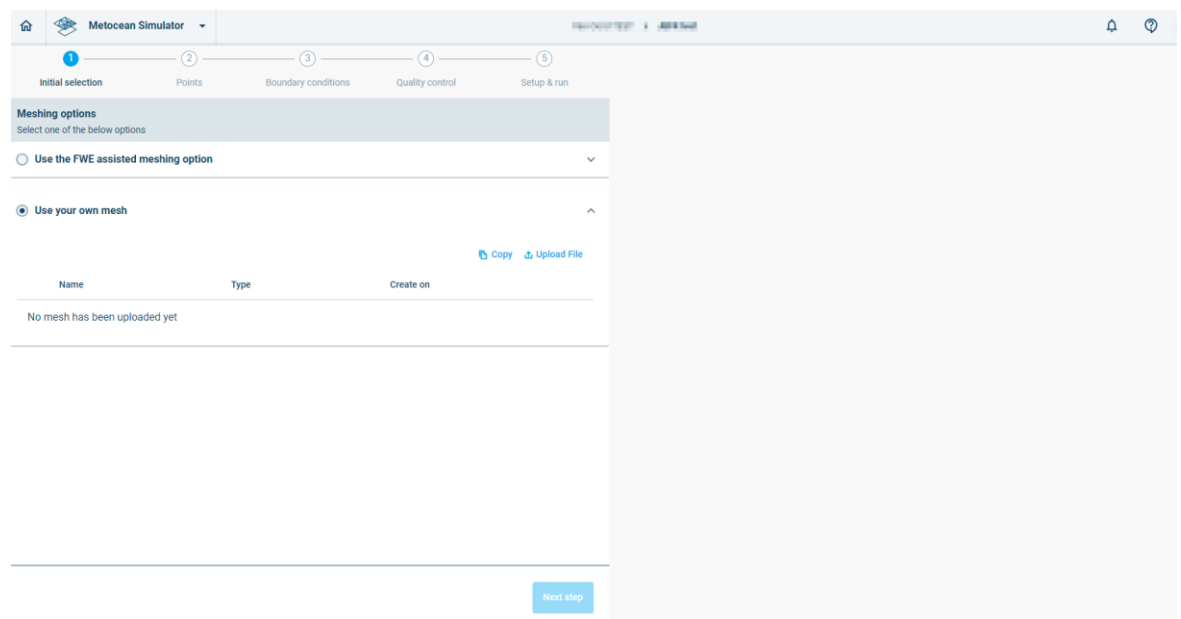 Metocean Simulator
1 2 3 4 5
Initial selection Points Boundary conditions Quality control Setup & run
Meshing options
Select one of the below options
Use the FWE assisted meshing option
Use your own mesh
Copy Upload File
Name Type Create on
No mesh has been uploaded yet
Next step